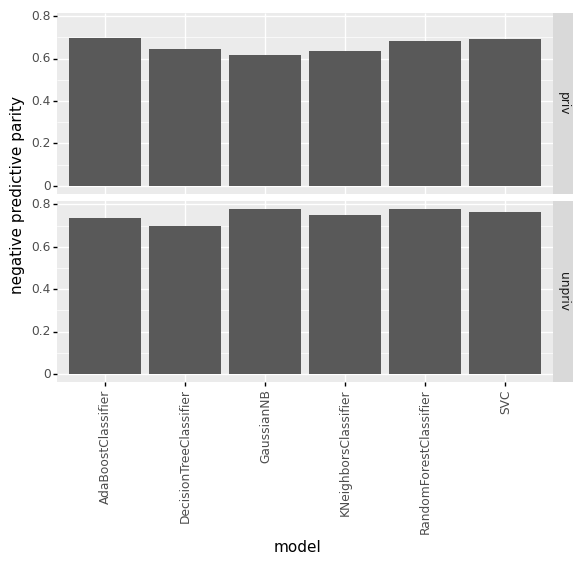 negative predictive parity
0.8
0.6
0.4
0.2
0
priv
0.8
0.6
0.4
0.2
0
unpriv
AdaBoostClassifier
DecisionTreeClassifier
GaussianNB
KNeighborsClassifier
RandomForestClassifier
SVC
model